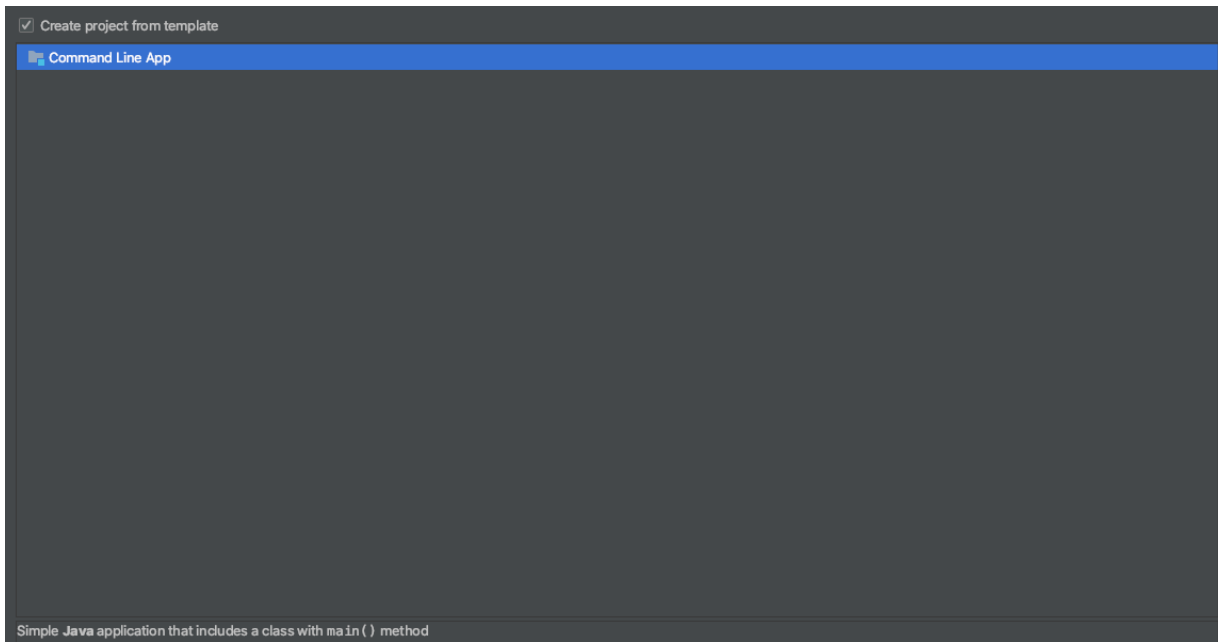 Create project from template
Command Line App
Simple Java application that includes a class with main() method